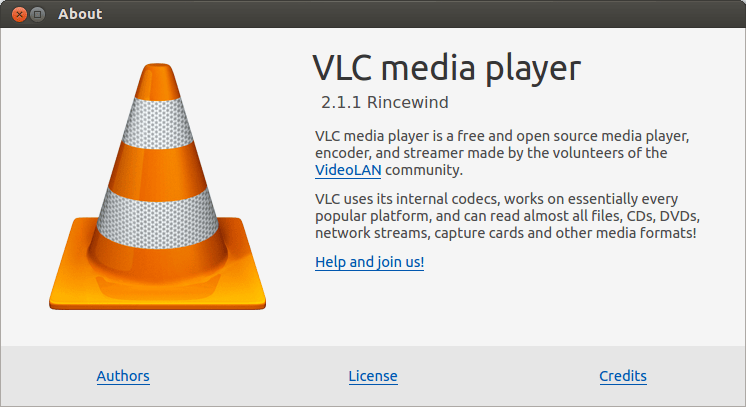 About
VLC media player
2.1.1 Rincewind
VLC media player is a free and open source media player,
encoder, and streamer made by the volunteers of the
VideoLAN community.
VLC uses its internal codecs, works on essentially every
popular platform, and can read almost all files, CDs, DVDs,
network streams, capture cards and other media formats!
Help and join us!
Authors
License
Credits